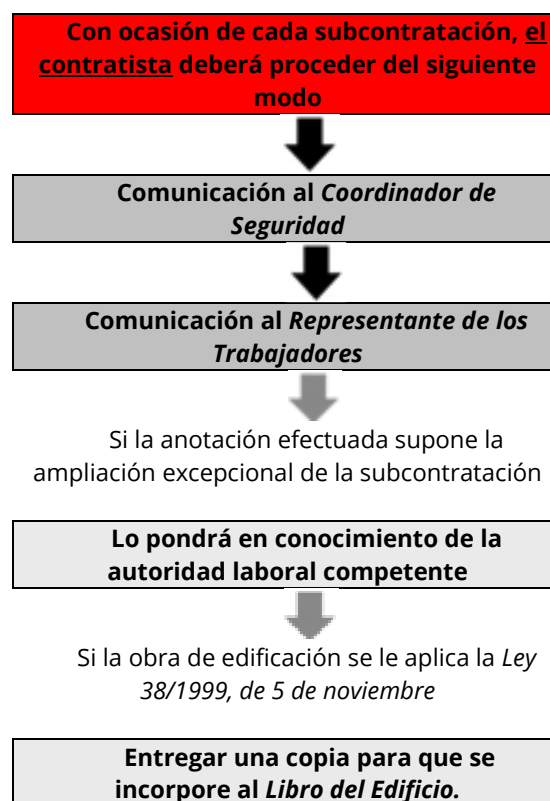 Con ocasión de cada subcontratación, el
contratista deberá proceder del siguiente
modo
Comunicación al Coordinador de
Seguridad
Comunicación al Representante de los
Trabajadores
Si la anotación efectuada supone la
ampliación excepcional de la subcontratación
Lo pondrá en conocimiento de la
autoridad laboral competente
Si la obra de edificación se le aplica la Ley
38/1999, de 5 de noviembre
Entregar una copia para que se
incorpore al Libro del Edificio.